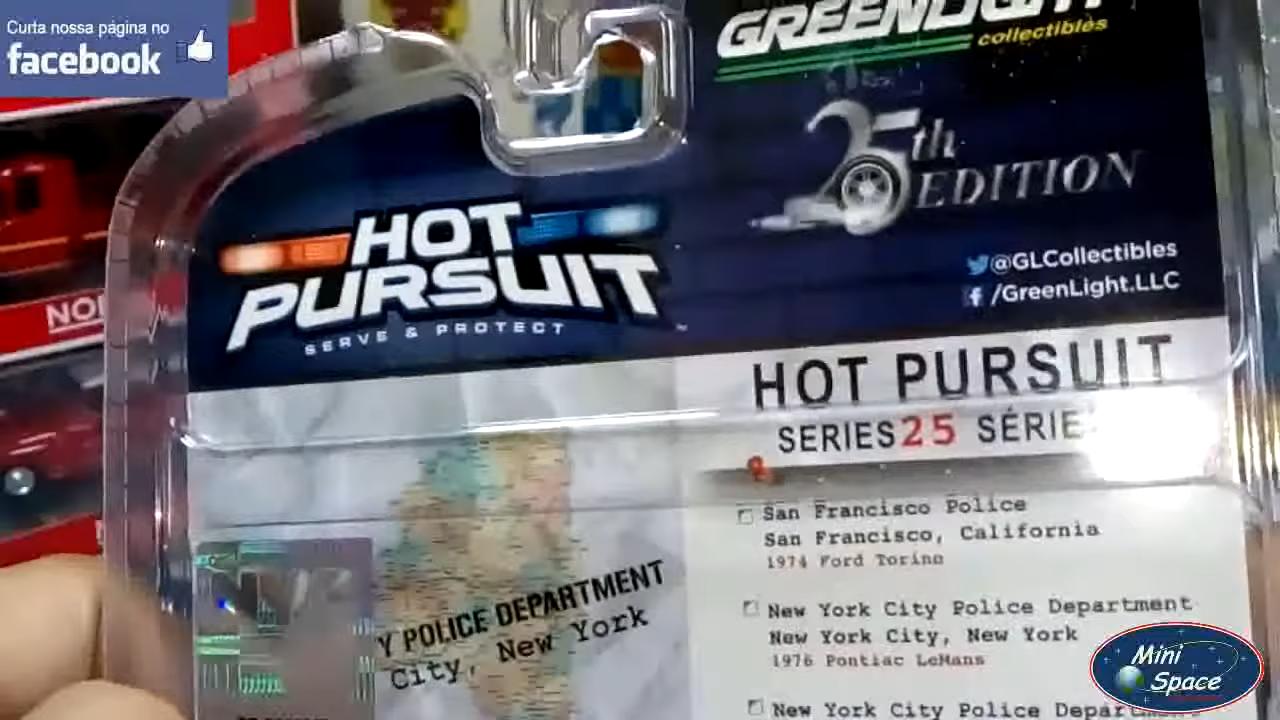 Curta nossa página no
facebook
GREENLIGHT
collectibles
25th
EDITION
HOT
PURSUIT
SERVE & PROTECT
@GLCollectibles
/GreenLight.LLC
HOT PURSUIT
SERIES 25 SÉRIE
NO
San Francisco Police
San Francisco, California
1974 Ford Torino
Y POLICE DEPARTMENT
City, New York
New York City Police Department
New York City, New York
1976 Pontiac LeMans
New York City Police
Mini
Space